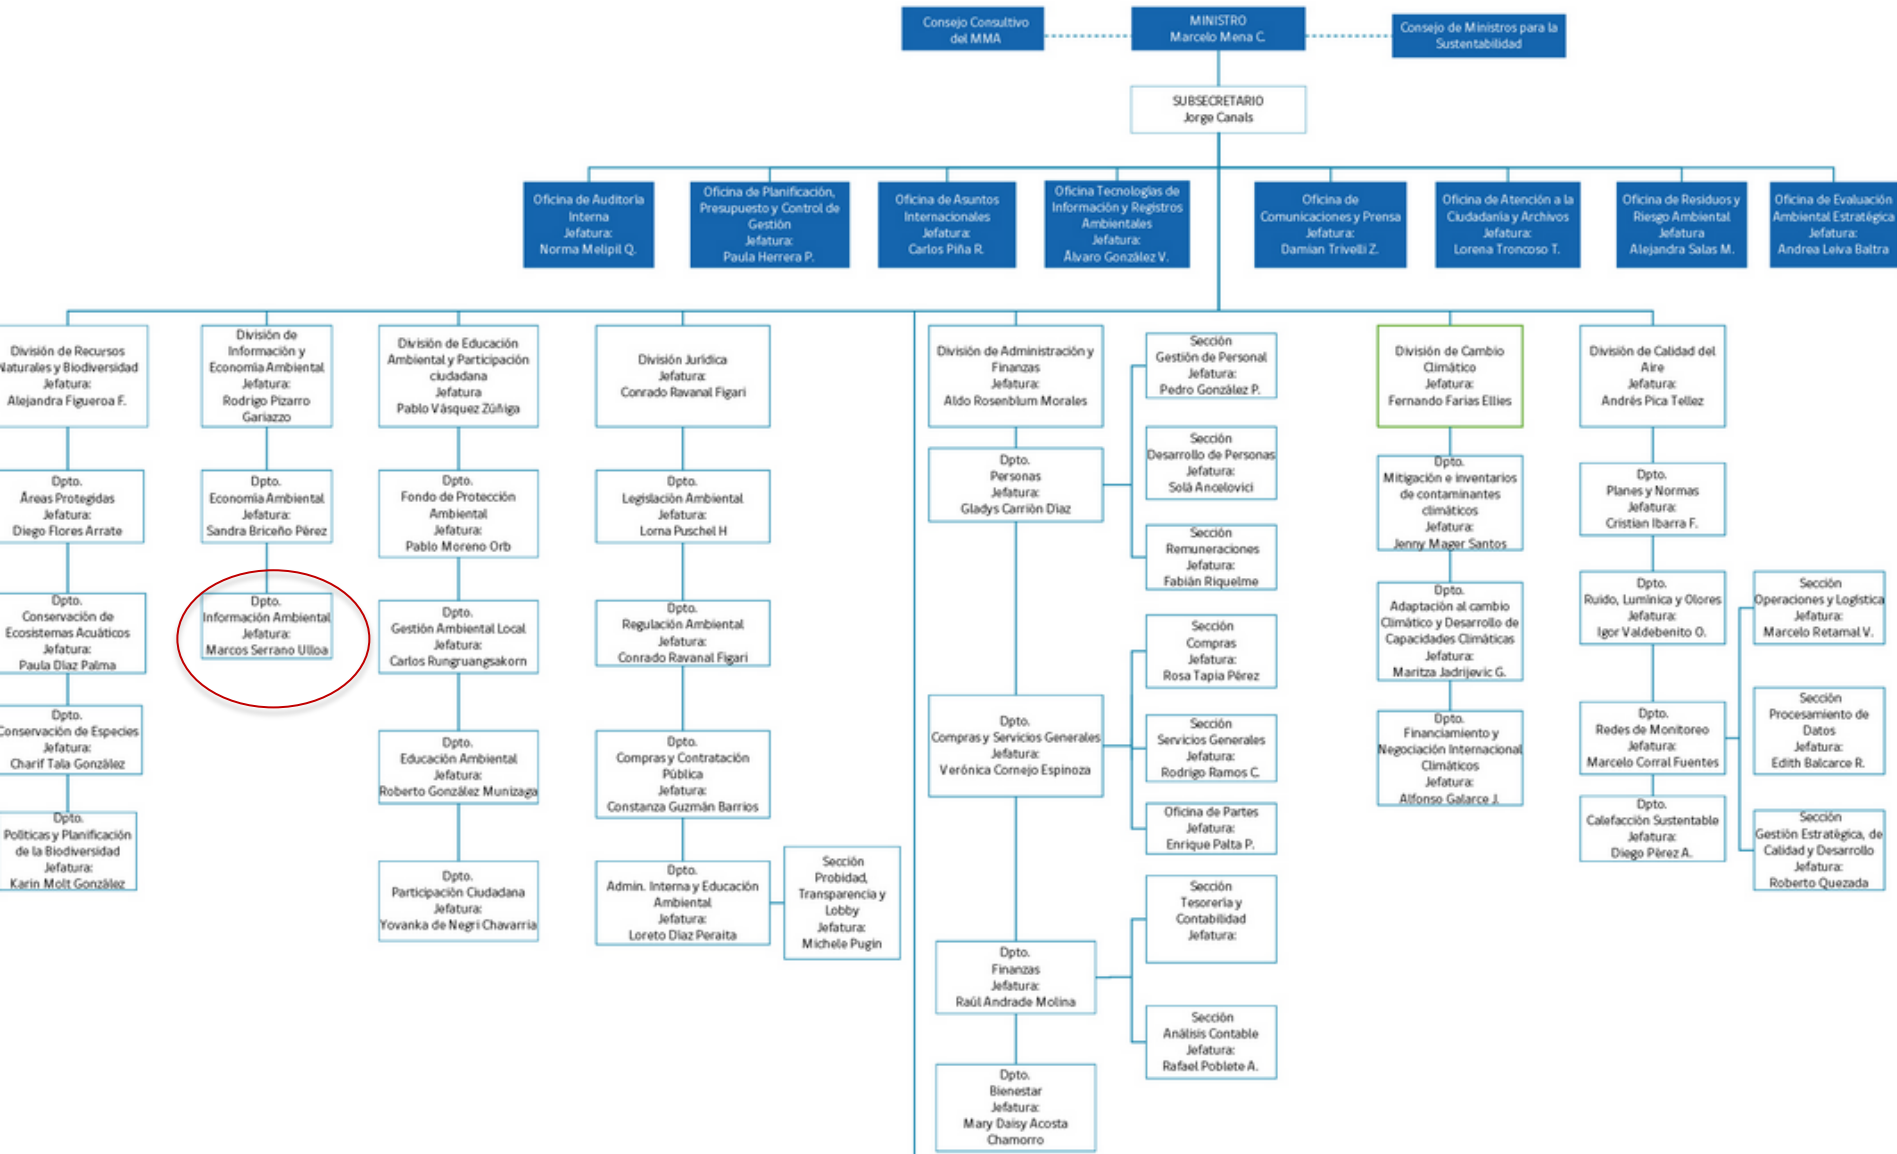 Consejo Consultivo
del MMA
MINISTRO
Marcelo Mena C.
Consejo de Ministros para la
Sustentabilidad
SUBSECRETARIO
Jorge Canals
Oficina de Auditoría
Interna
Jefatura:
Norma Melipil Q.
Oficina de Planificación,
Presupuesto y Control de
Gestión
Jefatura:
Paula Herrera P.
Oficina de Asuntos
Internacionales
Jefatura:
Carlos Piña R.
Oficina Tecnologías de
Información y Registros
Ambientales
Jefatura:
Álvaro González V.
Oficina de
Comunicaciones y Prensa
Jefatura:
Damian Trivelli Z.
Oficina de Atención a la
Ciudadanía y Archivos
Jefatura:
Lorena Troncoso T.
Oficina de Residuos y
Riesgo Ambiental
Jefatura
Alejandra Salas M.
Oficina de Evaluación
Ambiental Estratégica
Jefatura:
Andrea Leiva Baltra
División de Recursos
Naturales y Biodiversidad
Jefatura:
Alejandra Figueroa F.
Dpto.
Áreas Protegidas
Jefatura:
Diego Flores Arrate
Dpto.
Conservación de
Ecosistemas Acuáticos
Jefatura:
Paula Díaz Palma
Dpto.
Conservación de Especies
Jefatura:
Charif Tala González
Dpto.
Políticas y Planificación
de la Biodiversidad
Jefatura:
Karin Molt González
División de
Información y
Economía Ambiental
Jefatura:
Rodrigo Pizarro
Gariazzo
Dpto.
Economía Ambiental
Jefatura:
Sandra Briceño Pérez
Dpto.
Información Ambiental
Jefatura:
Marcos Serrano Ulloa
División de Educación
Ambiental y Participación
ciudadana
Jefatura
Pablo Vásquez Zúñiga
Dpto.
Fondo de Protección
Ambiental
Jefatura:
Pablo Moreno Orb
Dpto.
Gestión Ambiental Local
Jefatura:
Carlos Rungruangsakorn
Dpto.
Educación Ambiental
Jefatura:
Roberto González Munizaga
Dpto.
Participación Ciudadana
Jefatura:
Yovanka de Negri Chavarría
División Jurídica
Jefatura:
Conrado Ravanal Figari
Dpto.
Legislación Ambiental
Jefatura:
Lorna Puschel H
Dpto.
Regulación Ambiental
Jefatura:
Conrado Ravanal Figari
Dpto.
Compras y Contratación
Pública
Jefatura:
Constanza Guzmán Barrios
Dpto.
Admin. Interna y Educación
Ambiental
Jefatura:
Loreto Díaz Peraita
Sección
Probidad,
Transparencia y
Lobby
Jefatura:
Michele Pugin
División de Administración y
Finanzas
Jefatura:
Aldo Rosenblum Morales
Dpto.
Personas
Jefatura:
Gladys Carrión Díaz
Sección
Gestión de Personal
Jefatura:
Pedro González P.
Sección
Desarrollo de Personas
Jefatura:
Solá Ancelovici
Sección
Remuneraciones
Jefatura:
Fabián Riquelme
Dpto.
Compras y Servicios Generales
Jefatura:
Verónica Cornejo Espinoza
Sección
Compras
Jefatura:
Rosa Tapia Pérez
Sección
Servicios Generales
Jefatura:
Rodrigo Ramos C.
Oficina de Partes
Jefatura:
Enrique Palta P.
Dpto.
Finanzas
Jefatura:
Raúl Andrade Molina
Sección
Tesorería y
Contabilidad
Jefatura:
Sección
Análisis Contable
Jefatura:
Rafael Poblete A.
Dpto.
Bienestar
Jefatura:
Mary Daisy Acosta
Chamorro
División de Cambio
Climático
Jefatura:
Fernando Farias Ellies
Dpto.
Mitigación e inventarios
de contaminantes
climáticos
Jefatura:
Jenny Mager Santos
Dpto.
Adaptación al cambio
Climático y Desarrollo de
Capacidades Climáticas
Jefatura:
Maritza Jadrijevic G.
Dpto.
Financiamiento y
Negociación Internacional
Climáticos
Jefatura:
Alfonso Galarce J.
División de Calidad del
Aire
Jefatura:
Andrés Pica Tellez
Dpto.
Planes y Normas
Jefatura:
Cristian Ibarra F.
Dpto.
Ruido, Lumínica y Olores
Jefatura:
Igor Valdebenito O.
Dpto.
Redes de Monitoreo
Jefatura:
Marcelo Corral Fuentes
Dpto.
Calefacción Sustentable
Jefatura:
Diego Pérez A.
Sección
Operaciones y Logística
Jefatura:
Marcelo Retamal V.
Sección
Procesamiento de
Datos
Jefatura:
Edith Balcarce R.
Sección
Gestión Estratégica, de
Calidad y Desarrollo
Jefatura:
Roberto Quezada